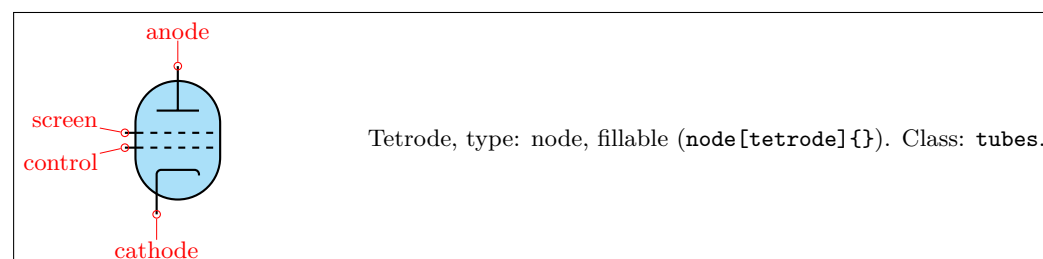 anode
screen
control
cathode
Tetrode, type: node, fillable (node[tetrode]{}). Class: tubes.